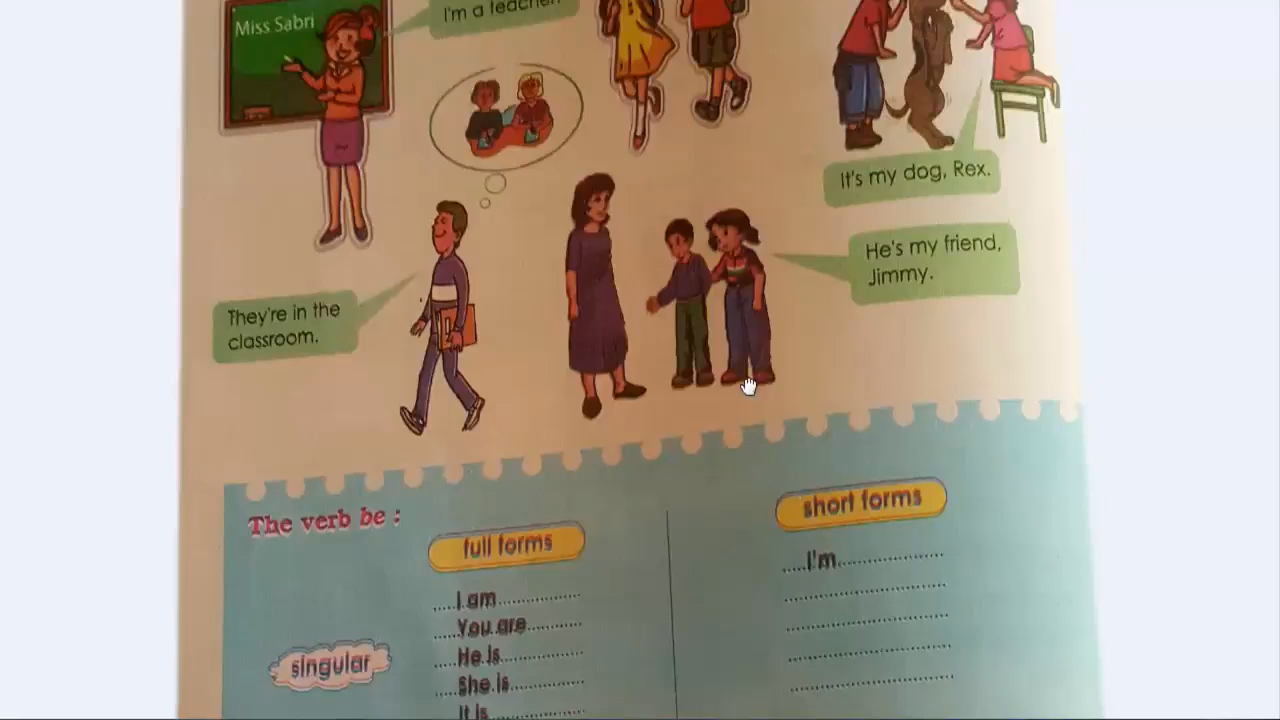 Miss Sabri
I'm a teacher.
It's my dog, Rex.
He's my friend,
Jimmy.
They're in the
classroom.
The verb be :
full forms
short forms
I am
I'm
You are
He is
She is
It is
singular